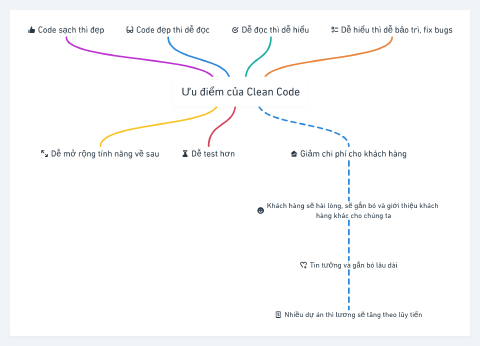 Code sạch thì đẹp
Code đẹp thì dễ đọc
Dễ đọc thì dễ hiểu
Dễ hiểu thì dễ bảo trì, fix bugs
Ưu điểm của Clean Code
Dễ mở rộng tính năng về sau
Dễ test hơn
Giảm chi phí cho khách hàng
Khách hàng sẽ hài lòng, sẽ gắn bó và giới thiệu khách
hàng khác cho chúng ta
Tin tưởng và gắn bó lâu dài
Nhiều dự án thì lương sẽ tăng theo lũy tiến